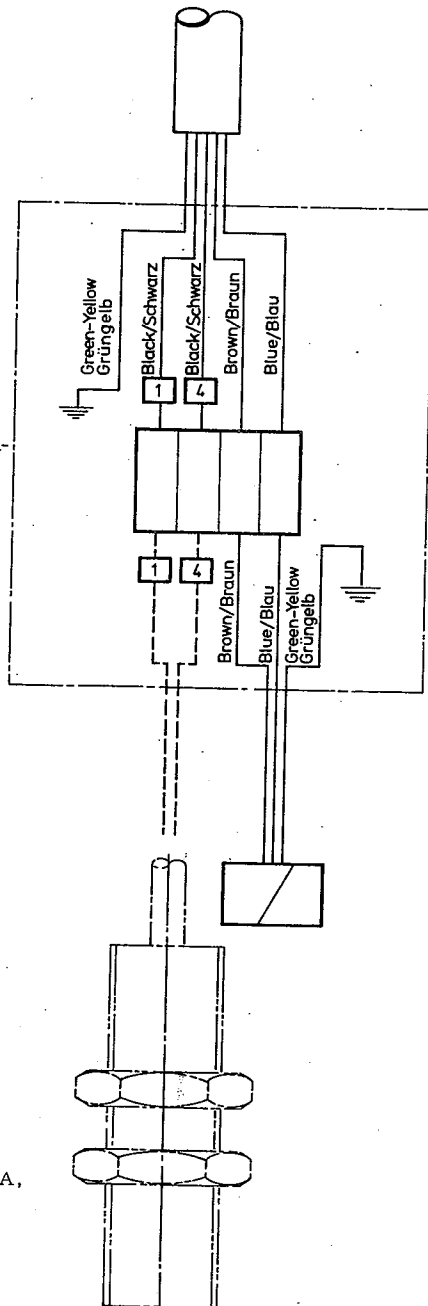 Green-Yellow
Grüngelb
Black/Schwarz
Black/Schwarz
Brown/Braun
Blue/Blau
1
4
1
4
Brown/Braun
Blue/Blau
Green-Yellow
Grüngelb
A,